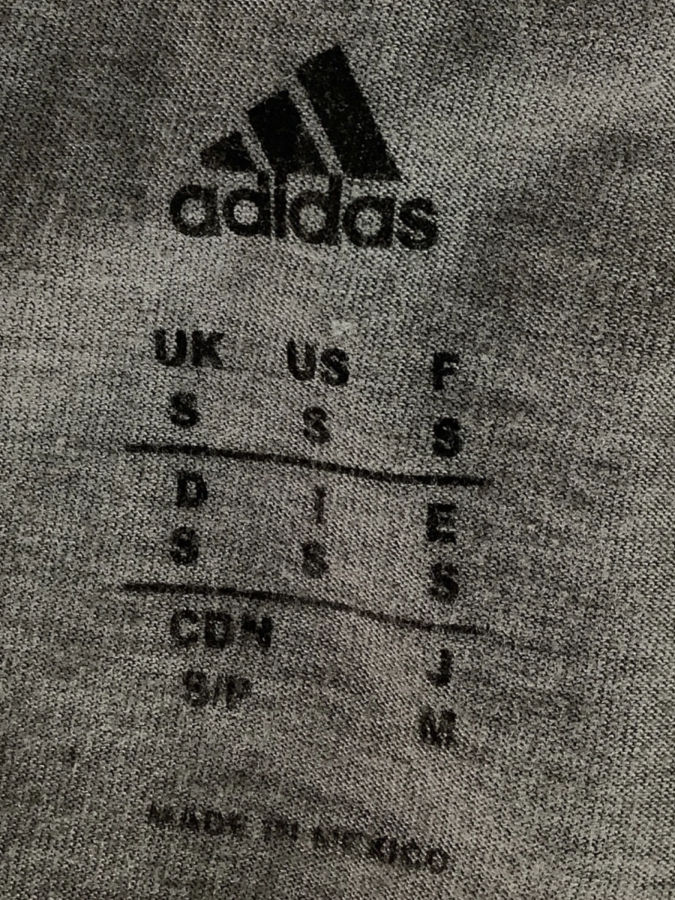 adidas
UK US F
S S S
D I E
S S S
CDN J
S/P M
MADE IN MEXICO